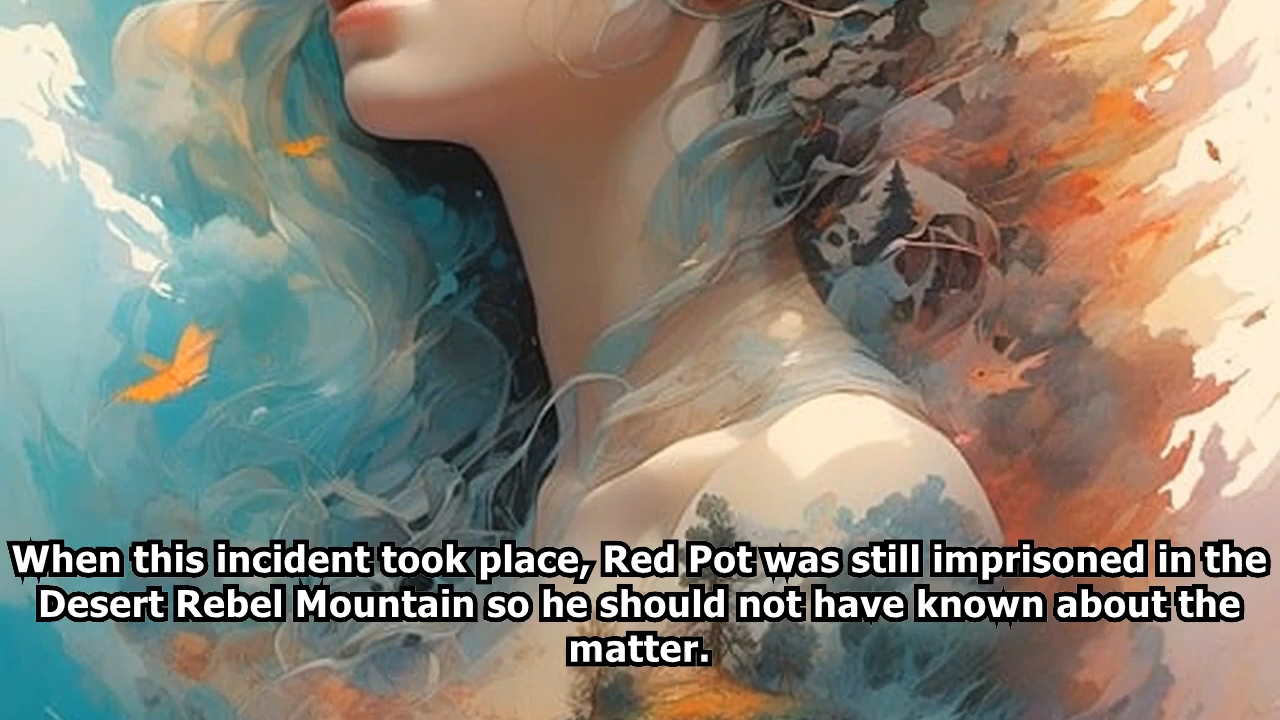 When this incident took place, Red Pot was still imprisoned in the
Desert Rebel Mountain so he should not have known about the
matter.